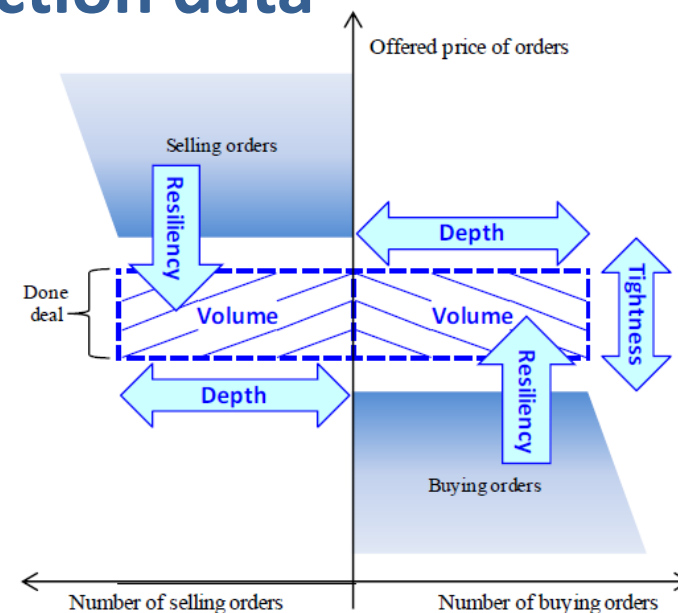 ction data
Offered price of orders
Selling orders
Resiliency
Depth
Tightness
Done
deal
Volume
Volume
Resiliency
Depth
Buying orders
Number of selling orders
Number of buying orders